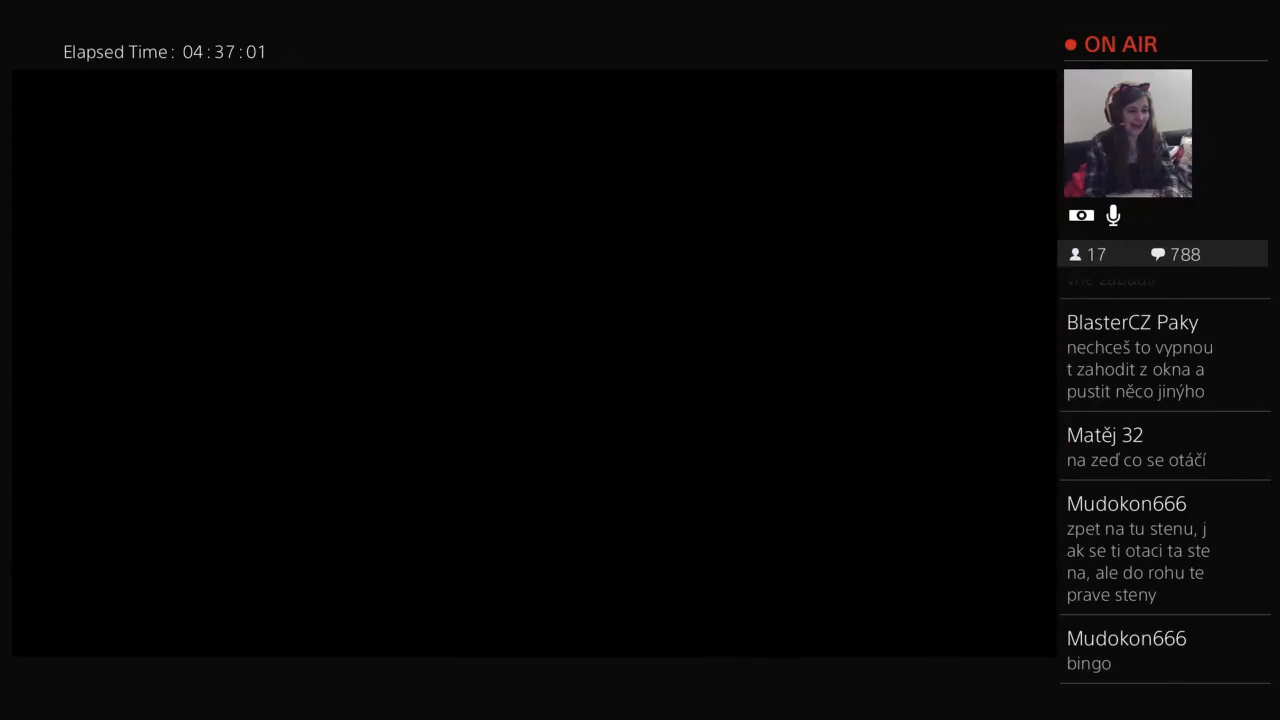 Elapsed Time: 04:37:01
ON AIR
17 788
BlasterCZ Paky
nechceš to vypnou
t zahodit z okna a
pustit něco jinýho
Matěj 32
na zeď co se otáčí
Mudokon666
zpet na tu stenu, j
ak se ti otaci ta ste
na, ale do rohu te
prave steny
Mudokon666
bingo